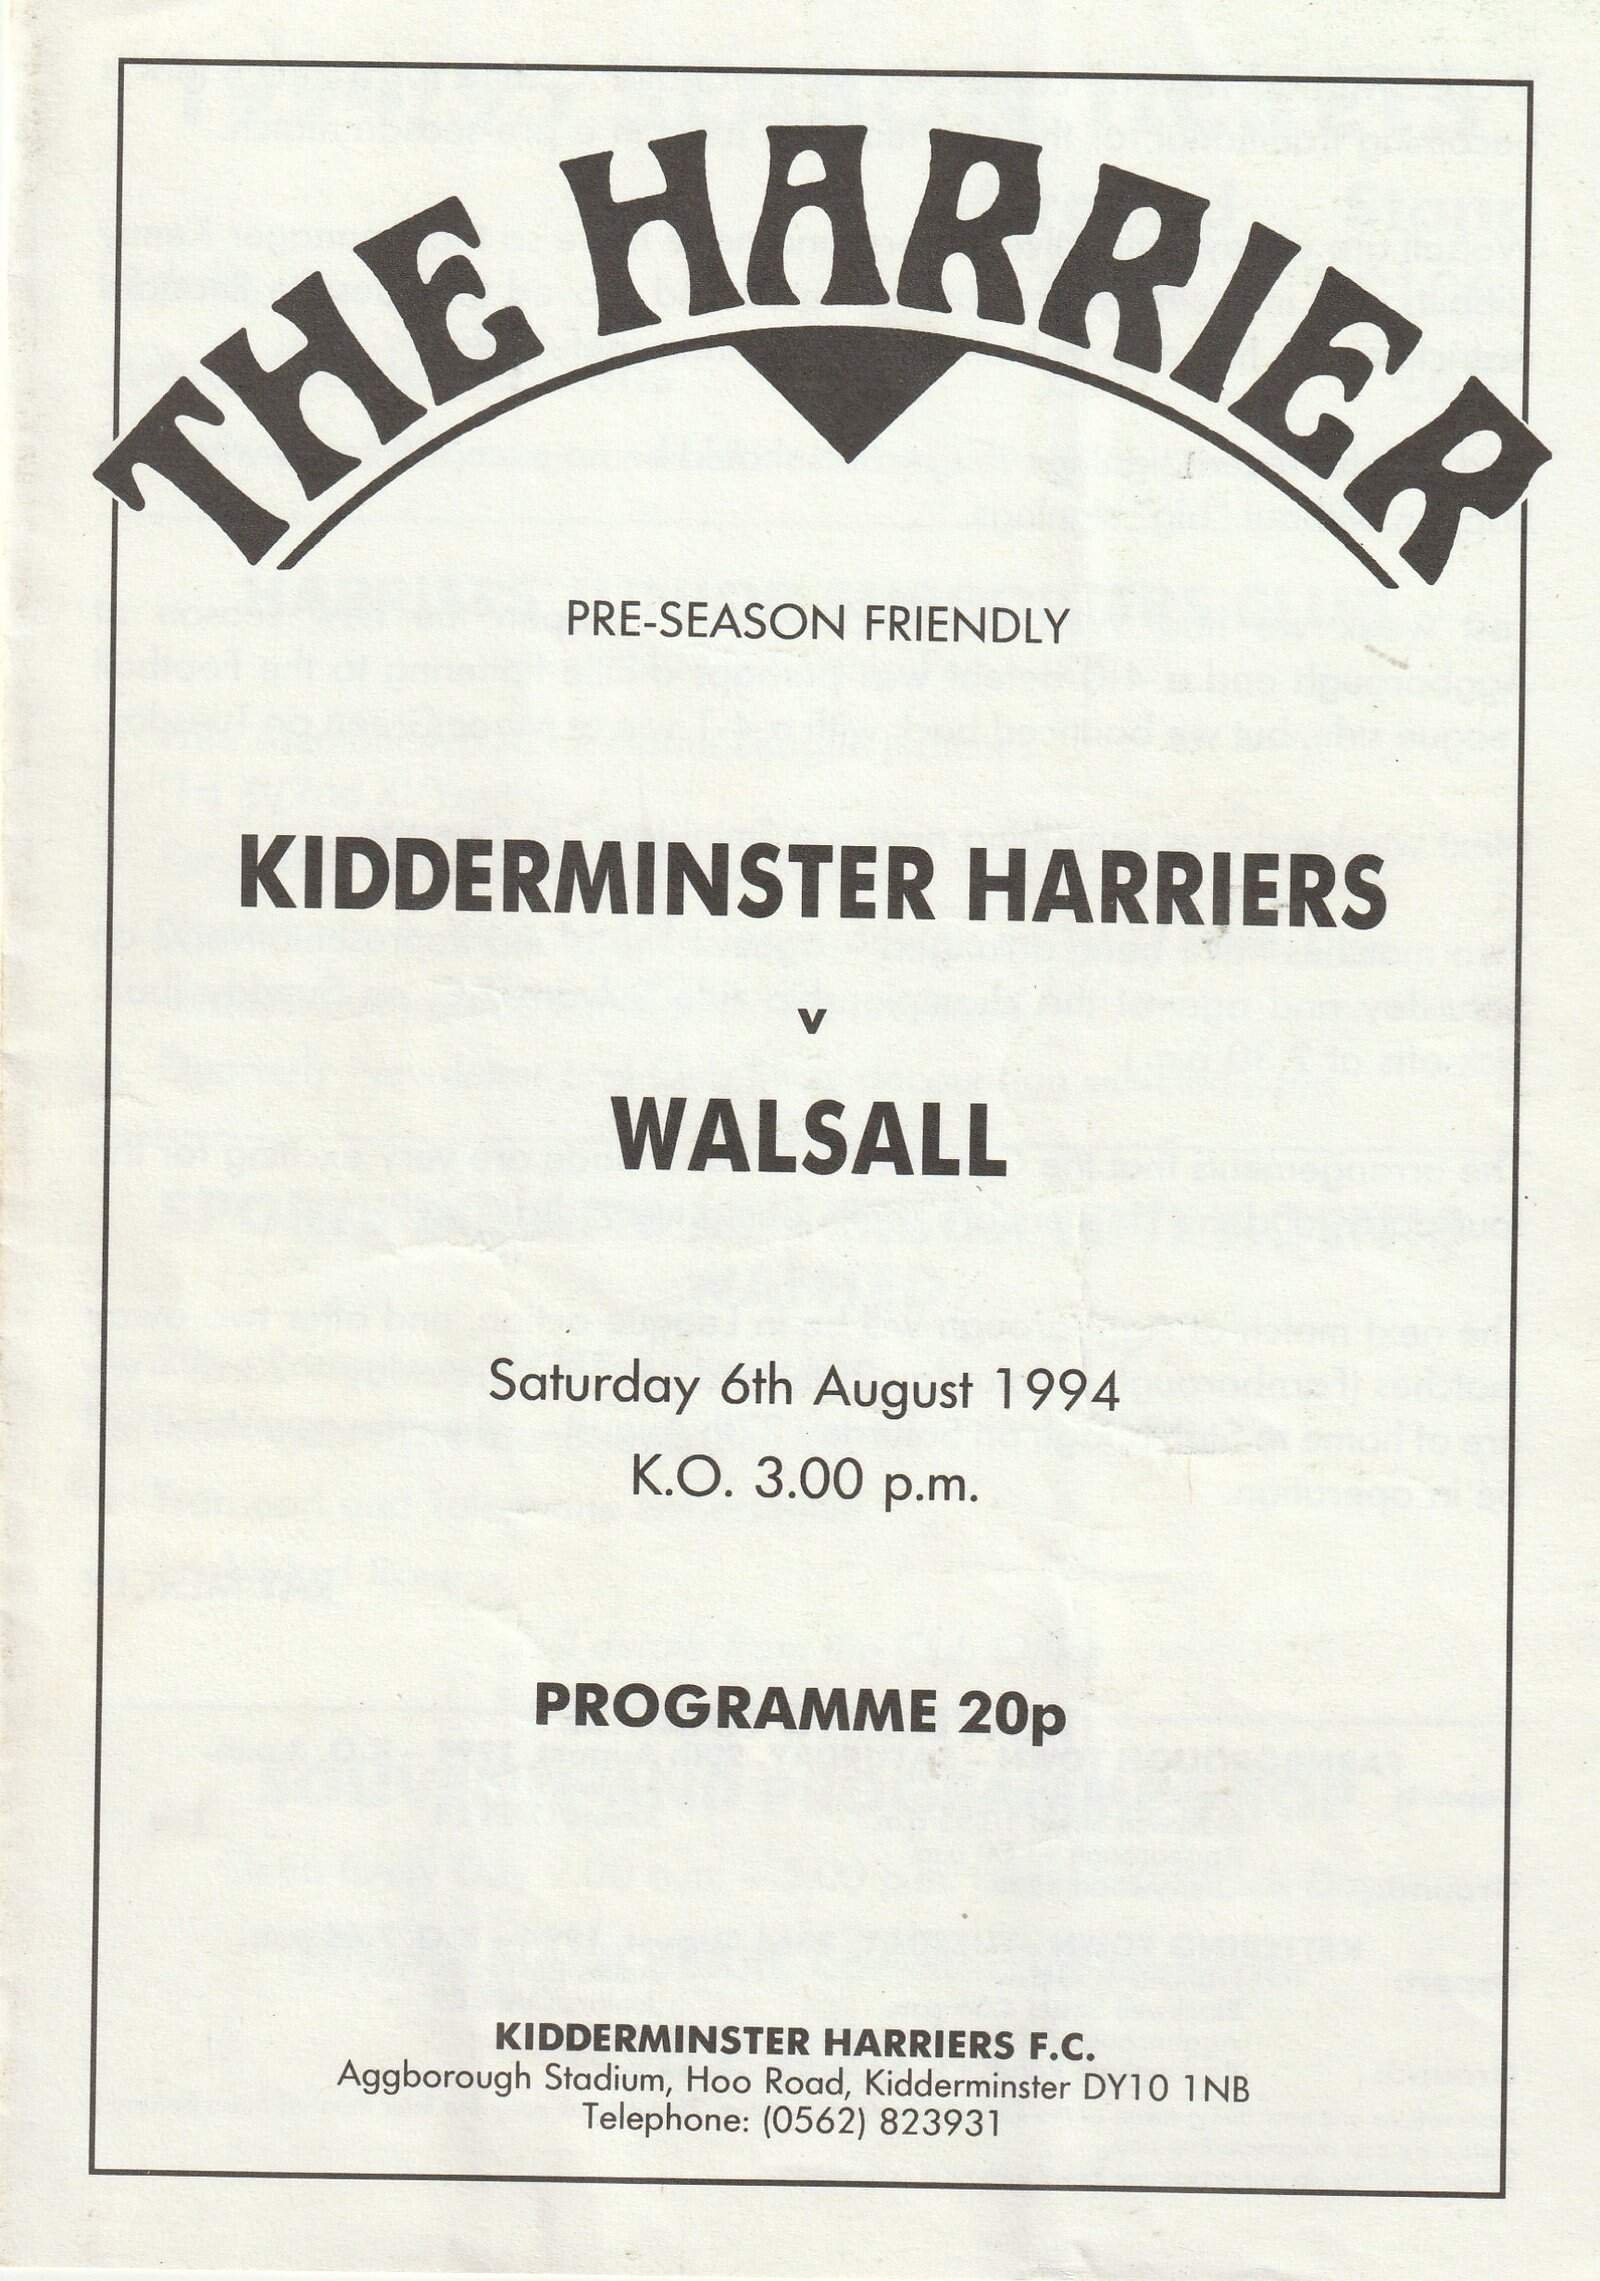 THE HARRIER
PRE-SEASON FRIENDLY
KIDDERMINSTER HARRIERS
v
WALSALL
Saturday 6th August 1994
K.O. 3.00 p.m.
PROGRAMME 20p
KIDDERMINSTER HARRIERS F.C.
Aggborough Stadium, Hoo Road, Kidderminster DY10 1NB
Telephone: (0562) 823931